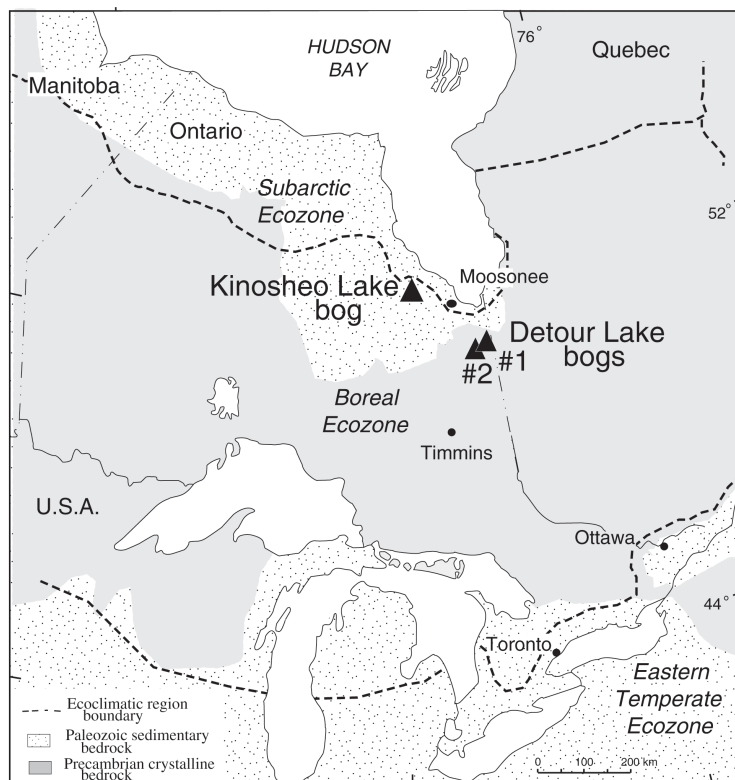 76°
HUDSON
BAY
Quebec
Manitoba
Ontario
Subarctic
Ecozone
52°
Moosonee
Kinosheo Lake
bog
Detour Lake
bogs
#1
#2
Boreal
Ecozone
Timmins
U.S.A.
Ottawa
44°
Toronto
Eastern
Temperate
Ecozone
Ecoclimatic region
boundary
Paleozoic sedimentary
bedrock
Precambrian crystalline
bedrock
0 100 200 km